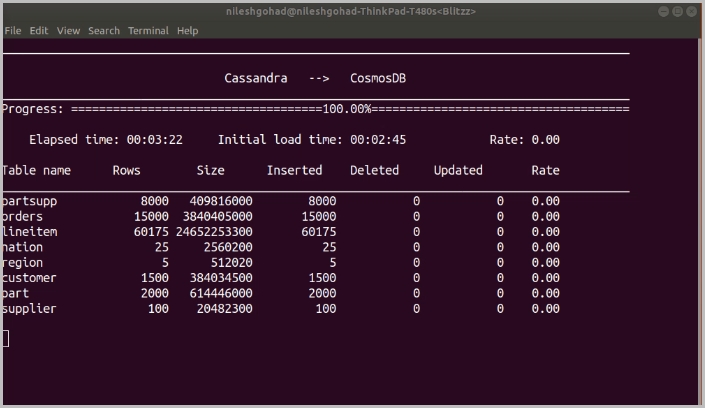 nileshgohad@nileshgohad-ThinkPad-T480s<Blitzz>
File Edit View Search Terminal Help
Cassandra --> CosmosDB
Progress: ====================================100.00%=====================================
Elapsed time: 00:03:22 Initial load time: 00:02:45 Rate: 0.00
Table name Rows Size Inserted Deleted Updated Rate
partsupp 8000 409816000 8000 0 0 0.00
orders 15000 3840405000 15000 0 0 0.00
lineitem 60175 24652253300 60175 0 0 0.00
nation 25 2560200 25 0 0 0.00
region 5 512020 5 0 0 0.00
customer 1500 384034500 1500 0 0 0.00
part 2000 614446000 2000 0 0 0.00
supplier 100 20482300 100 0 0 0.00